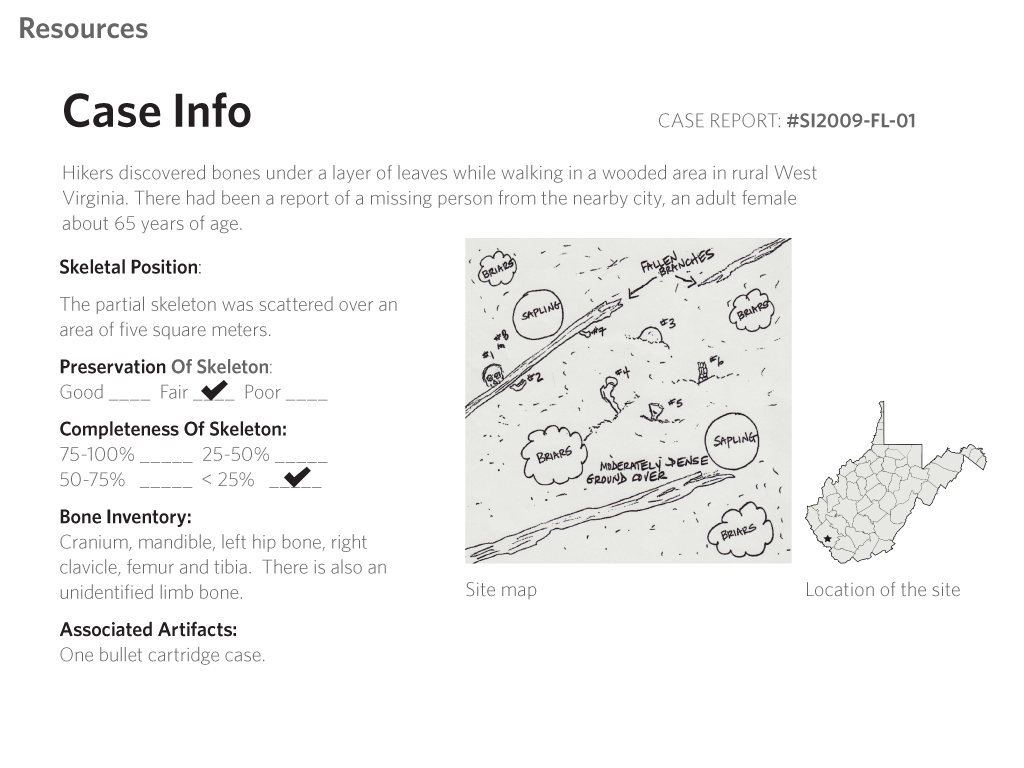 Resources
Case Info
CASE REPORT: #SI2009-FL-01
Hikers discovered bones under a layer of leaves while walking in a wooded area in rural West
Virginia. There had been a report of a missing person from the nearby city, an adult female
about 65 years of age.
Skeletal Position:
The partial skeleton was scattered over an
area of five square meters.
Preservation Of Skeleton:
Good ____ Fair ____ Poor ____
Completeness Of Skeleton:
75-100% _____ 25-50% _____
50-75% _____ < 25% _____
Bone Inventory:
Cranium, mandible, left hip bone, right
clavicle, femur and tibia. There is also an
unidentified limb bone.
Associated Artifacts:
One bullet cartridge case.
BRIARS
FALLEN
BRANCHES
SAPLING
BRIARS
#8
#7
#3
#1
#2
#4
#6
#5
BRIARS
SAPLING
MODERATELY DENSE
GROUND COVER
BRIARS
Site map
Location of the site